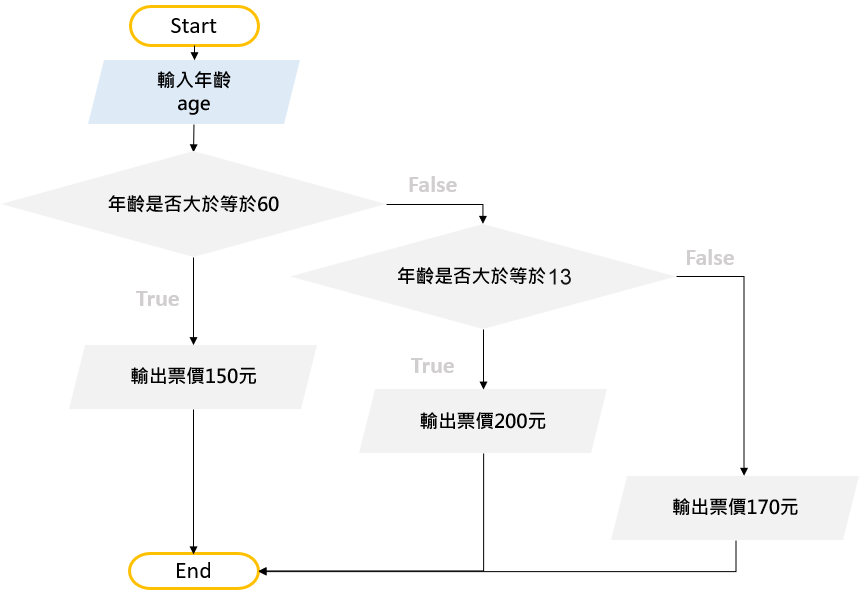 Start
輸入年齡
age
年齡是否大於等於60
False
年齡是否大於等於13
False
True
輸出票價150元
True
輸出票價200元
輸出票價170元
End